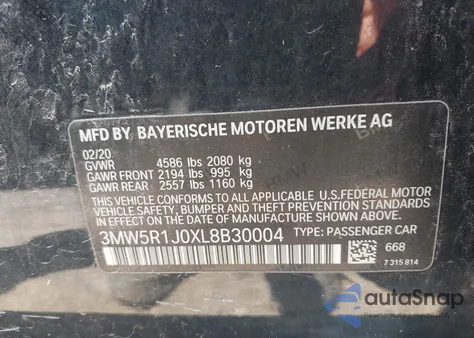 MFD BY BAYERISCHE MOTOREN WERKE AG
02/20
GVWR 4586 lbs 2080 kg
GAWR FRONT 2194 lbs 995 kg
GAWR REAR 2557 lbs 1160 kg
THIS VEHICLE CONFORMS TO ALL APPLICABLE U.S.FEDERAL MOTOR
VEHICLE SAFETY, BUMPER, AND THEFT PREVENTION STANDARDS IN
EFFECT ON THE DATE OF MANUFACTURE SHOWN ABOVE.
3MW5R1J0XL8B30004 TYPE: PASSENGER CAR
668
7 315 814
autoSnap